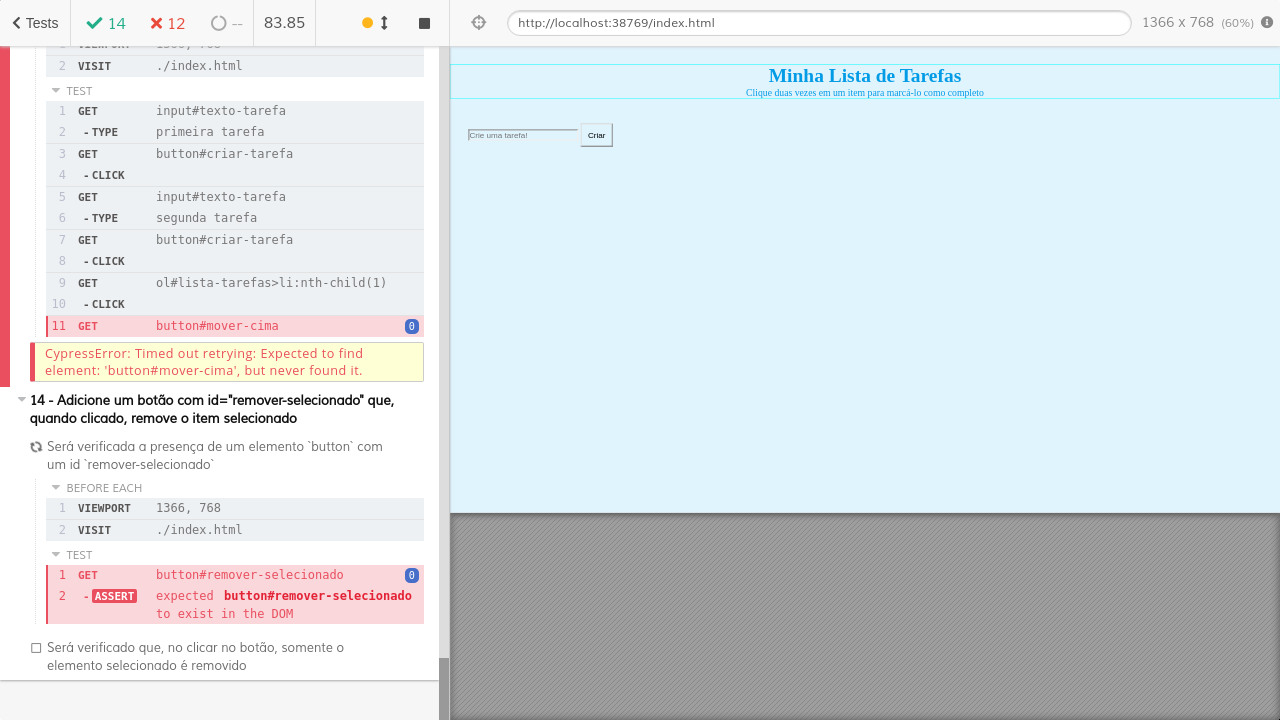 Tests 14 12 -- 83.85
http://localhost:38769/index.html 1366 x 768 (60%)
1 VIEWPORT 1366, 768
2 VISIT ./index.html
TEST
1 GET input#texto-tarefa
2 -TYPE primeira tarefa
3 GET button#criar-tarefa
4 -CLICK
5 GET input#texto-tarefa
6 -TYPE segunda tarefa
7 GET button#criar-tarefa
8 -CLICK
9 GET ol#lista-tarefas>li:nth-child(1)
10 -CLICK
11 GET button#mover-cima 0
CypressError: Timed out retrying: Expected to find
element: 'button#mover-cima', but never found it.
14 - Adicione um botão com id="remover-selecionado" que,
quando clicado, remove o item selecionado
Será verificada a presença de um elemento `button` com
um id `remover-selecionado`
BEFORE EACH
1 VIEWPORT 1366, 768
2 VISIT ./index.html
TEST
1 GET button#remover-selecionado 0
2 -ASSERT expected button#remover-selecionado
to exist in the DOM
Será verificado que, no clicar no botão, somente o
elemento selecionado é removido
Minha Lista de Tarefas
Clique duas vezes em um item para marcá-lo como completo
Crie uma tarefa! Criar